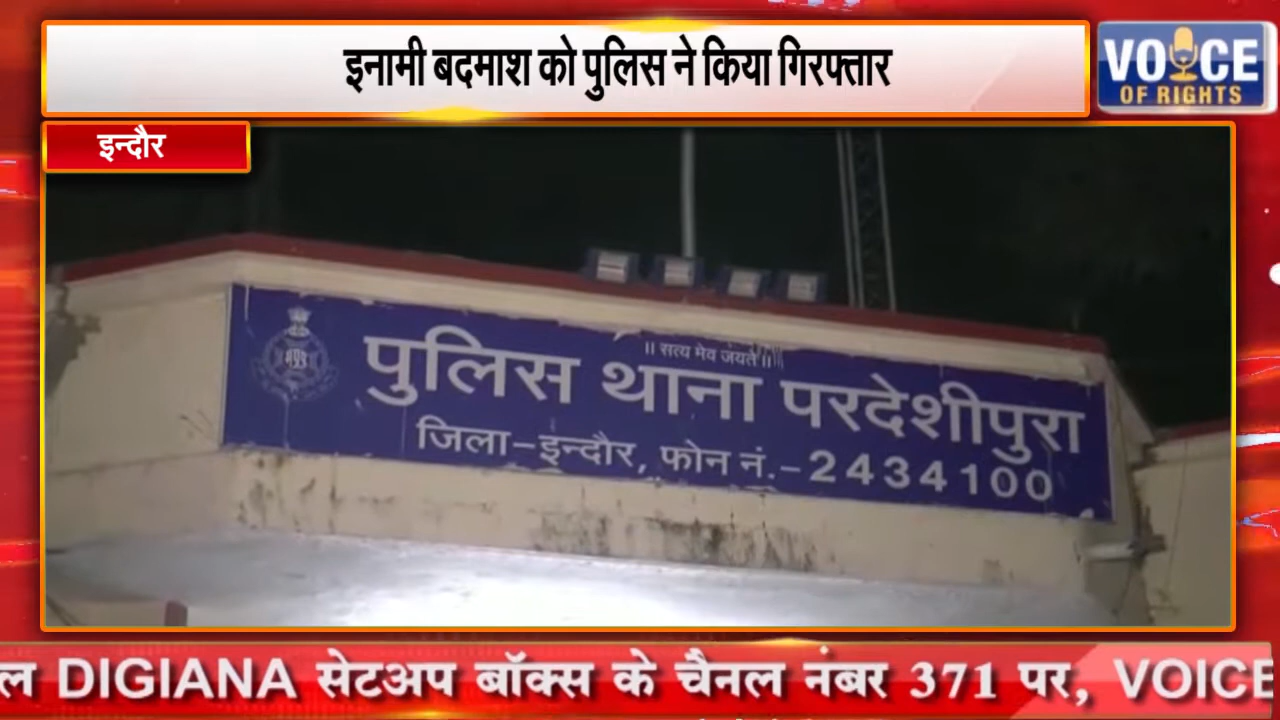 इनामी बदमाश को पुलिस ने किया गिरफ्तार
VOICE
OF RIGHTS
इन्दौर
॥ सत्य मेव जयते ॥
पुलिस थाना परदेशीपुरा
जिला-इन्दौर, फोन नं.-2434100
ल DIGIANA सेटअप बॉक्स के चैनल नंबर 371 पर, VOICE